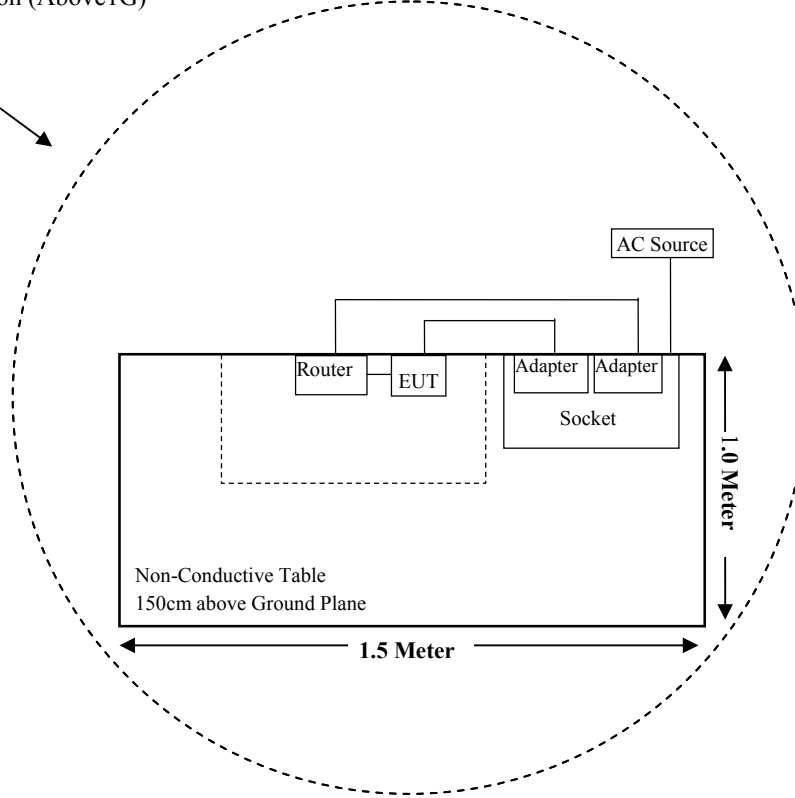 (Above1G)
AC Source
Router
EUT
Adapter
Adapter
Socket
1.0 Meter
Non-Conductive Table
150cm above Ground Plane
1.5 Meter